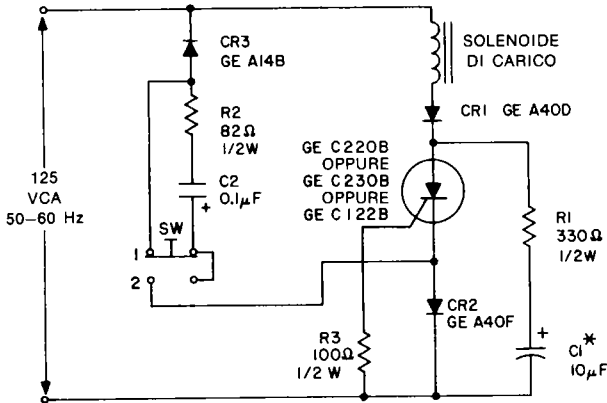 CR3
GE A14B
SOLENOIDE
DI CARICO
CR1 GE A40D
R2
82Ω
1/2W
GE C220B
OPPURE
GE C230B
OPPURE
GE C122B
125
VCA
50–60 Hz
C2
0.1µF
+
SW
1
2
R1
330Ω
1/2W
CR2
GE A40F
R3
100Ω
1/2 W
+
C1*
10µF